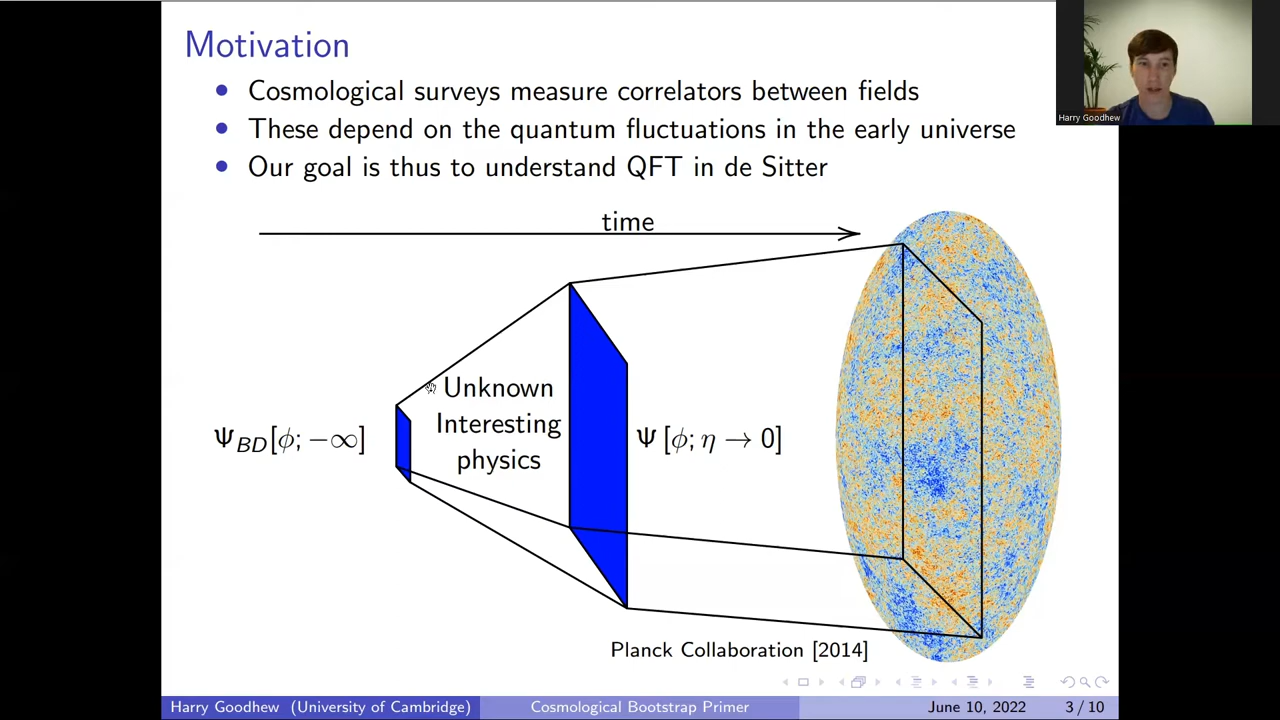 Motivation
Cosmological surveys measure correlators between fields
These depend on the quantum fluctuations in the early universe
Our goal is thus to understand QFT in de Sitter
Harry Goodhew
time
Unknown
Interesting
physics
Ψ_BD[ϕ; −∞]
Ψ [ϕ; η → 0]
Planck Collaboration [2014]
Harry Goodhew (University of Cambridge) Cosmological Bootstrap Primer June 10, 2022 3 / 10